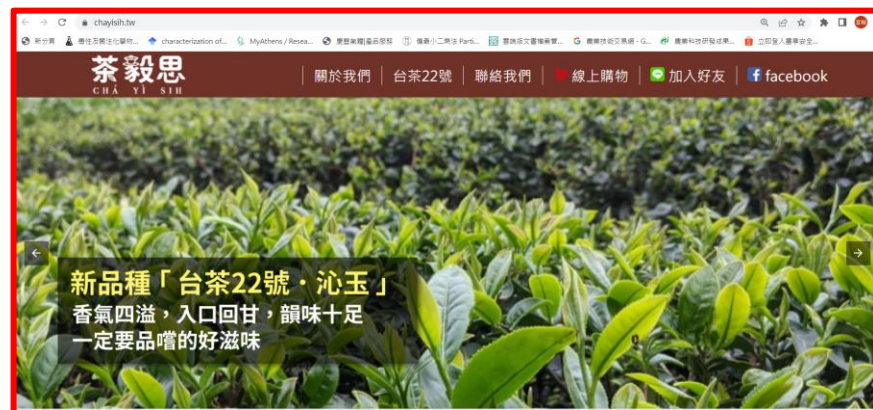 chayisih.tw
新分頁
characterization of...
MyAthens / Resea...
茶毅思
CHÁ YÌ SIH
關於我們
台茶22號
聯絡我們
線上購物
加入好友
facebook
新品種「台茶22號・沁玉」
香氣四溢，入口回甘，韻味十足
一定要品嚐的好滋味